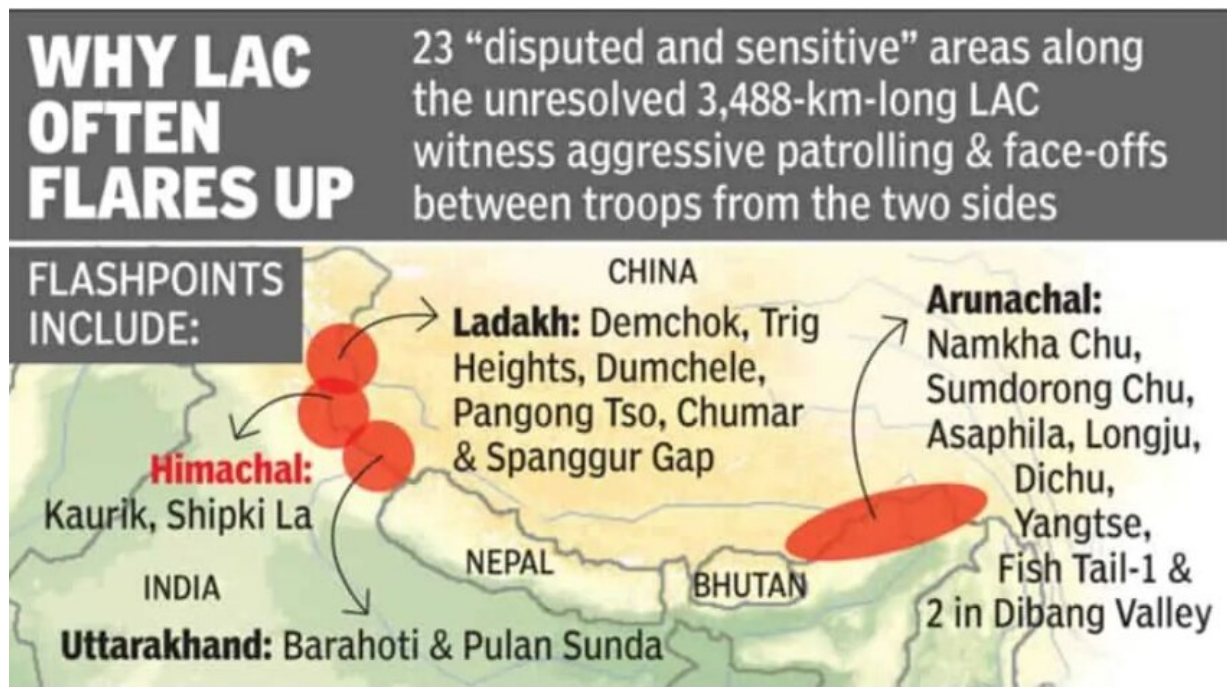 WHY LAC
OFTEN
FLARES UP
23 “disputed and sensitive” areas along
the unresolved 3,488-km-long LAC
witness aggressive patrolling & face-offs
between troops from the two sides
FLASHPOINTS
INCLUDE:
CHINA
Ladakh: Demchok, Trig
Heights, Dumchele,
Pangong Tso, Chumar
& Spanggur Gap
Arunachal:
Namkha Chu,
Sumdorong Chu,
Asaphila, Longju,
Dichu,
Yangtse,
Fish Tail-1 &
2 in Dibang Valley
Himachal:
Kaurik, Shipki La
NEPAL
BHUTAN
INDIA
Uttarakhand: Barahoti & Pulan Sunda